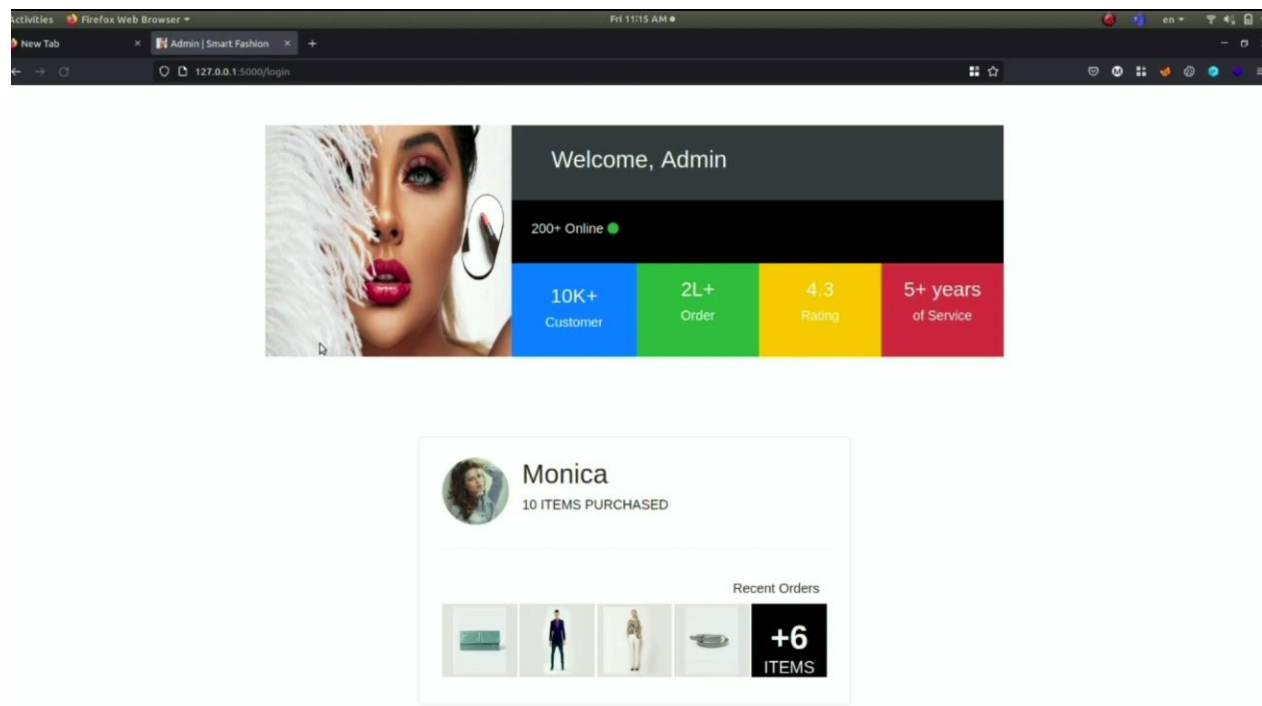 Activities Firefox Web Browser Fri 11:15 AM en
New Tab Admin | Smart Fashion
127.0.0.1:5000/login
Welcome, Admin
200+ Online
10K+ 2L+ 4.3 5+ years
Customer Order Rating of Service
Monica
10 ITEMS PURCHASED
Recent Orders
+6
ITEMS